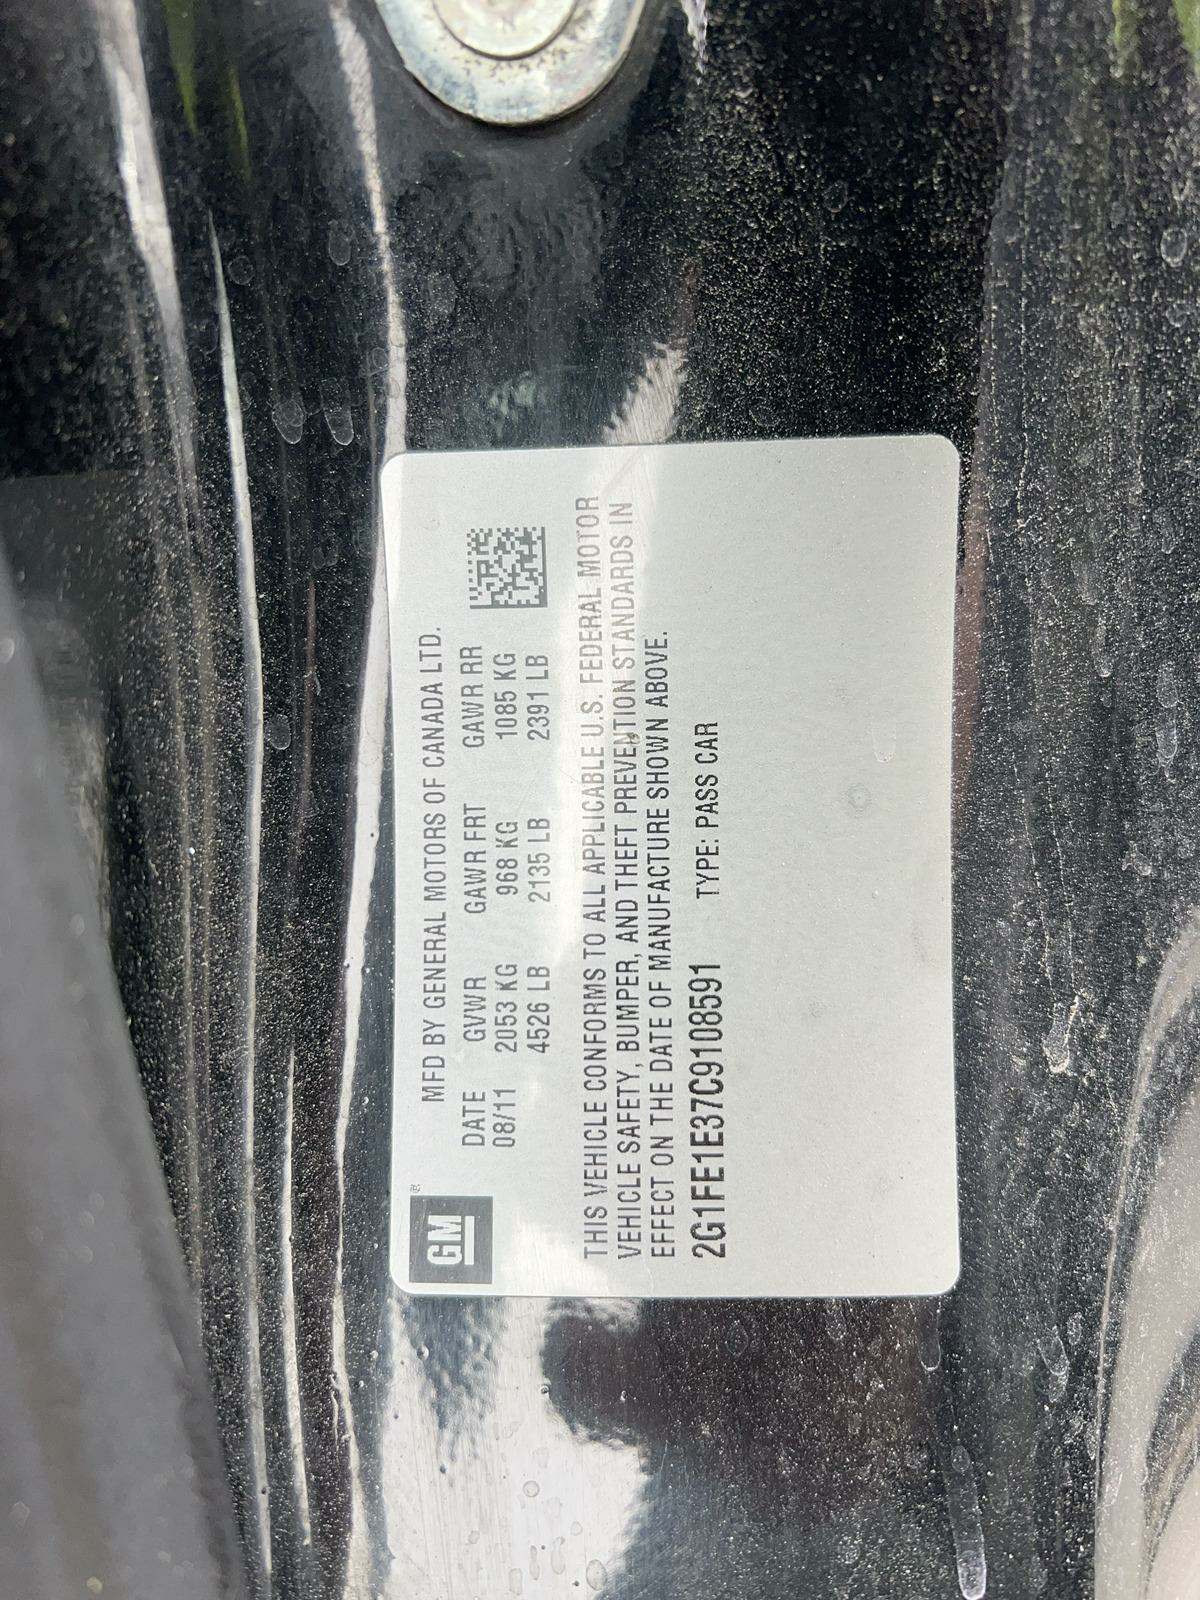 GM
MFD BY GENERAL MOTORS OF CANADA LTD.
DATE GVWR GAWR FRT GAWR RR
08/11 2053 KG 968 KG 1085 KG
4526 LB 2135 LB 2391 LB
THIS VEHICLE CONFORMS TO ALL APPLICABLE U.S. FEDERAL MOTOR
VEHICLE SAFETY, BUMPER, AND THEFT PREVENTION STANDARDS IN
EFFECT ON THE DATE OF MANUFACTURE SHOWN ABOVE.
2G1FE1E37C9108591 TYPE: PASS CAR